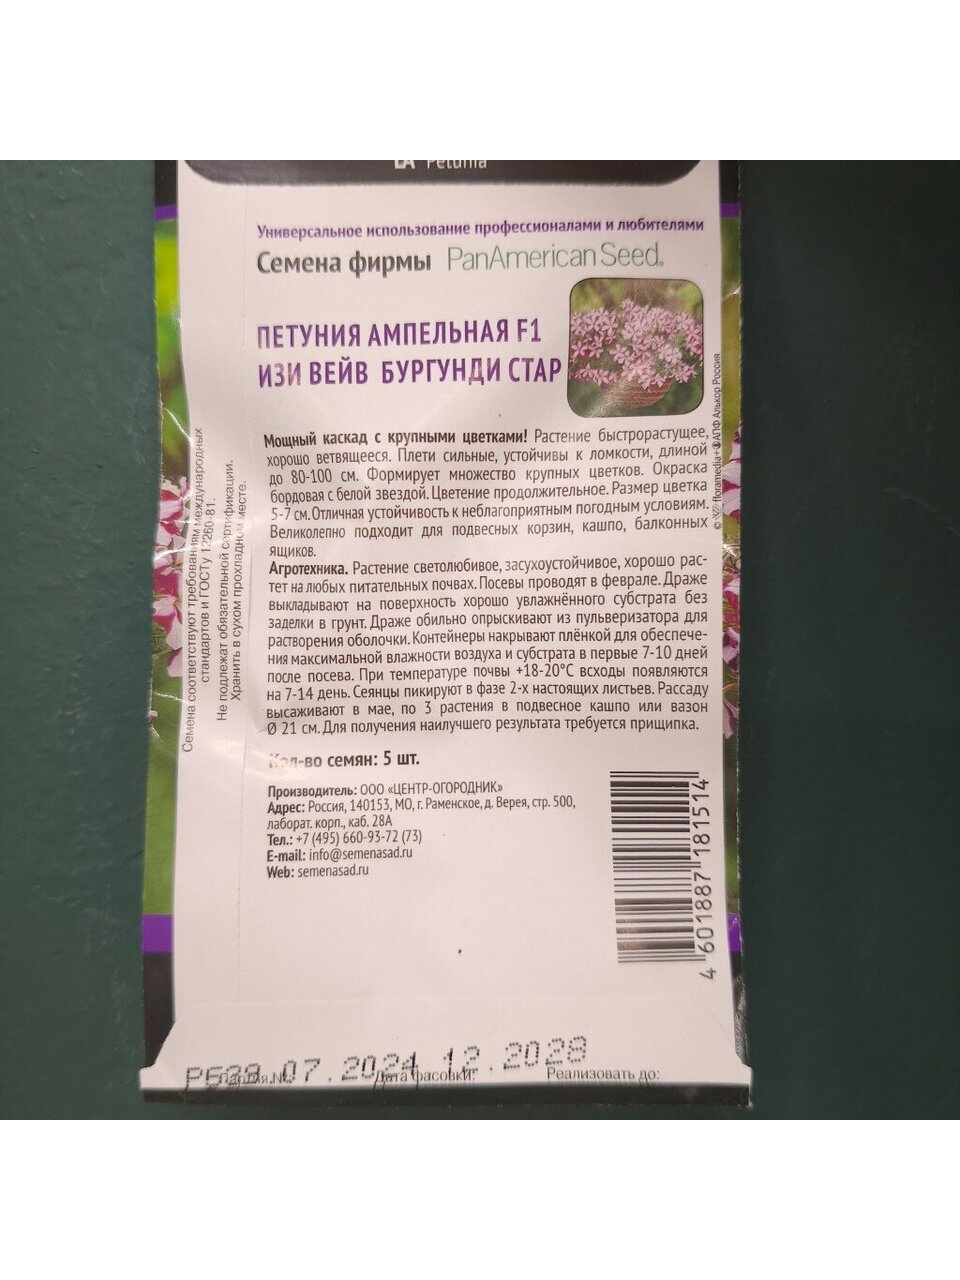 Petunia
Универсальное использование профессионалами и любителями
Семена фирмы PanAmerican Seed®
ПЕТУНИЯ АМПЕЛЬНАЯ F1
ИЗИ ВЕЙВ БУРГУНДИ СТАР
Мощный каскад с крупными цветками! Растение быстрорастущее,
хорошо ветвящееся. Плети сильные, устойчивы к ломкости, длиной
до 80-100 см. Формирует множество крупных цветков. Окраска
бордовая с белой звездой. Цветение продолжительное. Размер цветка
5-7 см. Отличная устойчивость к неблагоприятным погодным условиям.
Великолепно подходит для подвесных корзин, кашпо, балконных
ящиков.
Агротехника. Растение светолюбивое, засухоустойчивое, хорошо рас-
тет на любых питательных почвах. Посевы проводят в феврале. Драже
выкладывают на поверхность хорошо увлажнённого субстрата без
заделки в грунт. Драже обильно опрыскивают из пульверизатора для
растворения оболочки. Контейнеры накрывают плёнкой для обеспече-
ния максимальной влажности воздуха и субстрата в первые 7-10 дней
после посева. При температуре почвы +18-20°С всходы появляются
на 7-14 день. Сеянцы пикируют в фазе 2-х настоящих листьев. Рассаду
высаживают в мае, по 3 растения в подвесное кашпо или вазон
Ø 21 см. Для получения наилучшего результата требуется прищипка.
Кол-во семян: 5 шт.
Производитель: ООО «ЦЕНТР-ОГОРОДНИК»
Адрес: Россия, 140153, МО, г. Раменское, д. Верея, стр. 500,
лаборат. корп., каб. 28А
Тел.: +7 (495) 660-93-72 (73)
E-mail: info@semenasad.ru
Web: semenasad.ru
Семена соответствуют требованиям международных
стандартов и ГОСТу 12260-81.
Не подлежат обязательной сертификации.
Хранить в сухом прохладном месте.
© floramedia+ АПФ Алькор Россия
4 601887 181514
07.2024 12.2028
Партия № Дата фасовки: Реализовать до: